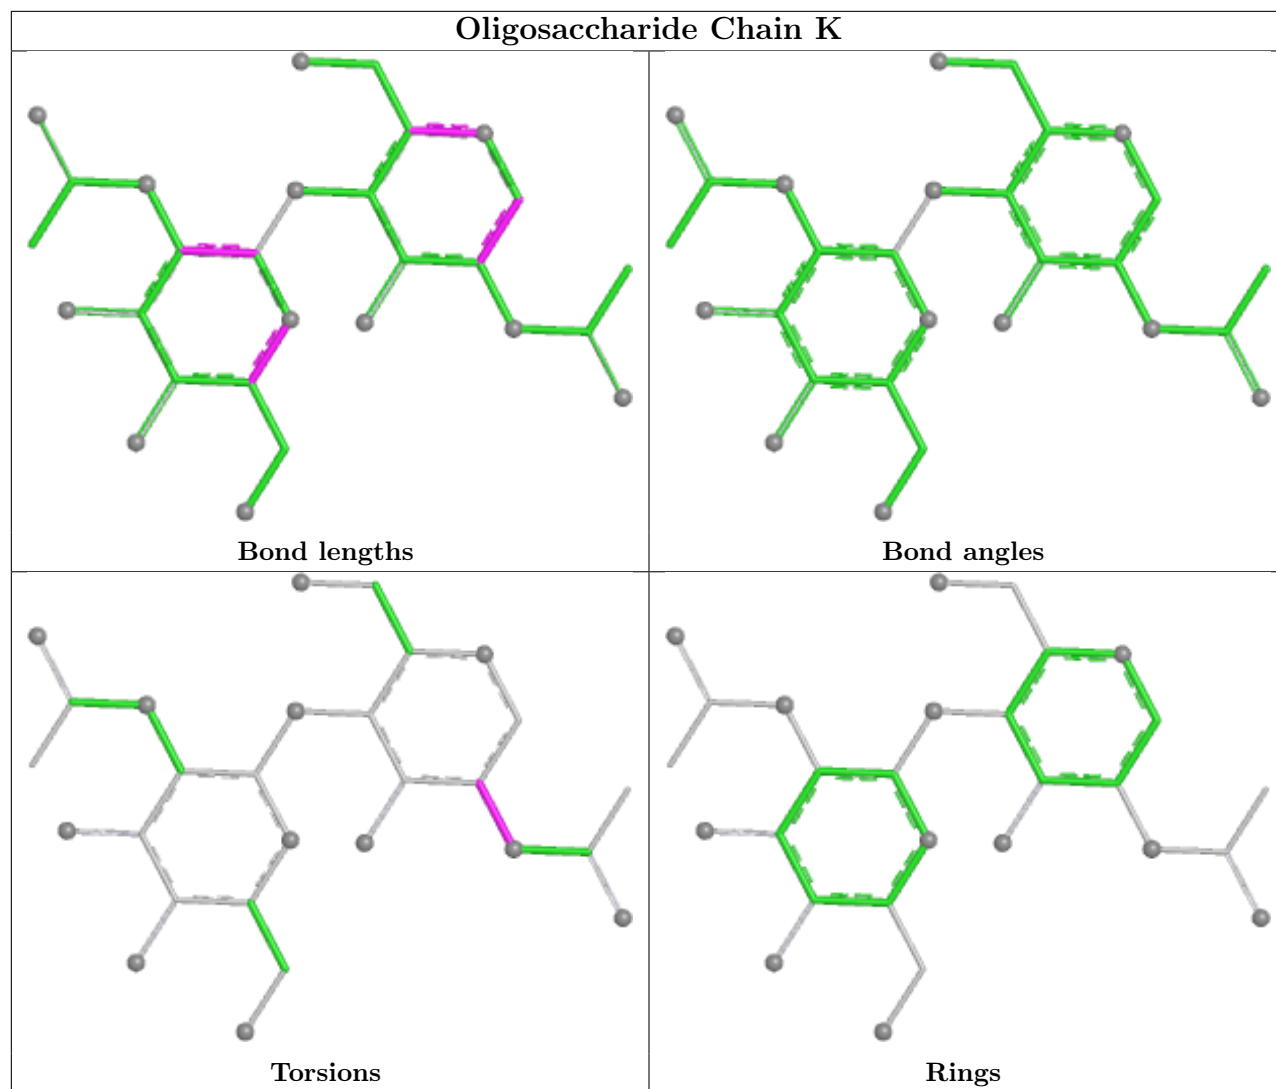 Oligosaccharide Chain K
Bond lengths
Bond angles
Torsions
Rings